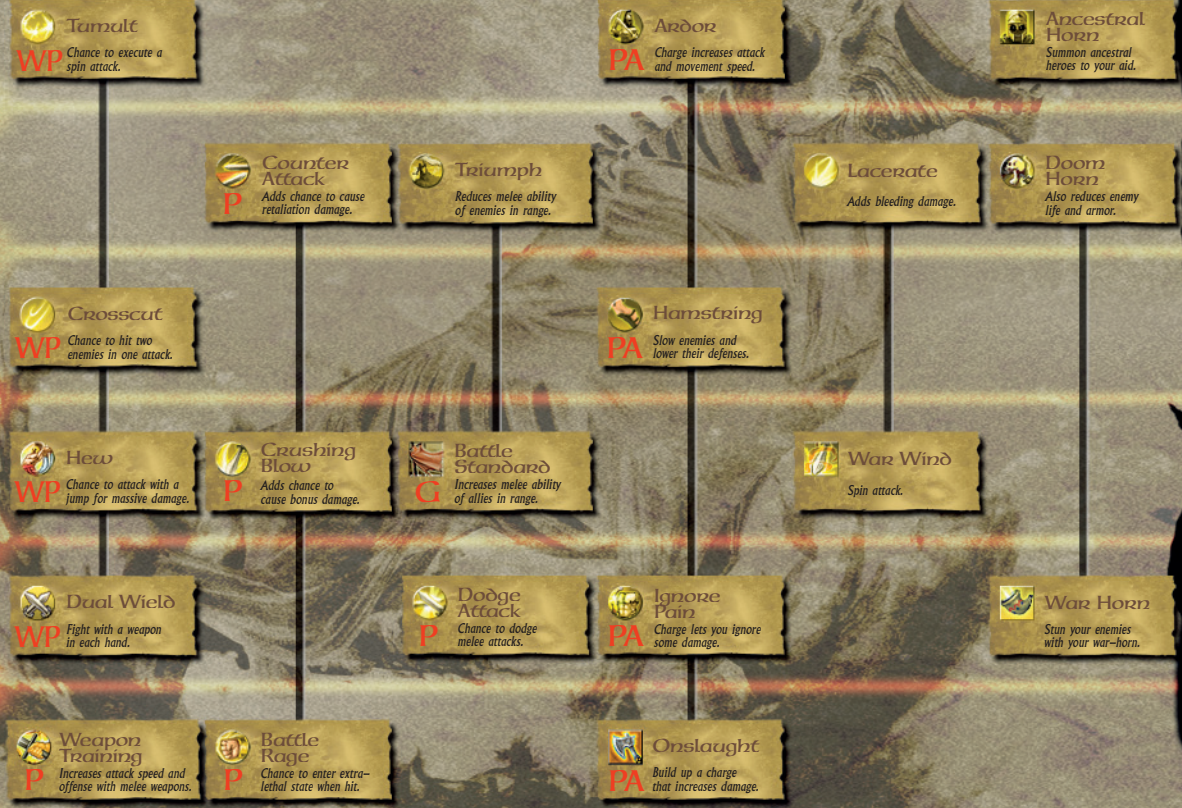 Tumult
WP
Chance to execute a
spin attack.
Ardor
PA
Charge increases attack
and movement speed.
Ancestral
Horn
Summon ancestral
heroes to your aid.
Counter
Attack
P
Adds chance to cause
retaliation damage.
Triumph
Reduces melee ability
of enemies in range.
Lacerate
Adds bleeding damage.
Doom
Horn
Also reduces enemy
life and armor.
Crosscut
WP
Chance to hit two
enemies in one attack.
Hamstring
PA
Slow enemies and
lower their defenses.
Hew
WP
Chance to attack with a
jump for massive damage.
Crushing
Blow
P
Adds chance to
cause bonus damage.
Battle
Standard
G
Increases melee ability
of allies in range.
War Wind
Spin attack.
Dual Wield
WP
Fight with a weapon
in each hand.
Dodge
Attack
P
Chance to dodge
melee attacks.
Ignore
Pain
PA
Charge lets you ignore
some damage.
War Horn
Stun your enemies
with your war-horn.
Weapon
Training
P
Increases attack speed and
offense with melee weapons.
Battle
Rage
P
Chance to enter extra-
lethal state when hit.
Onslaught
PA
Build up a charge
that increases damage.